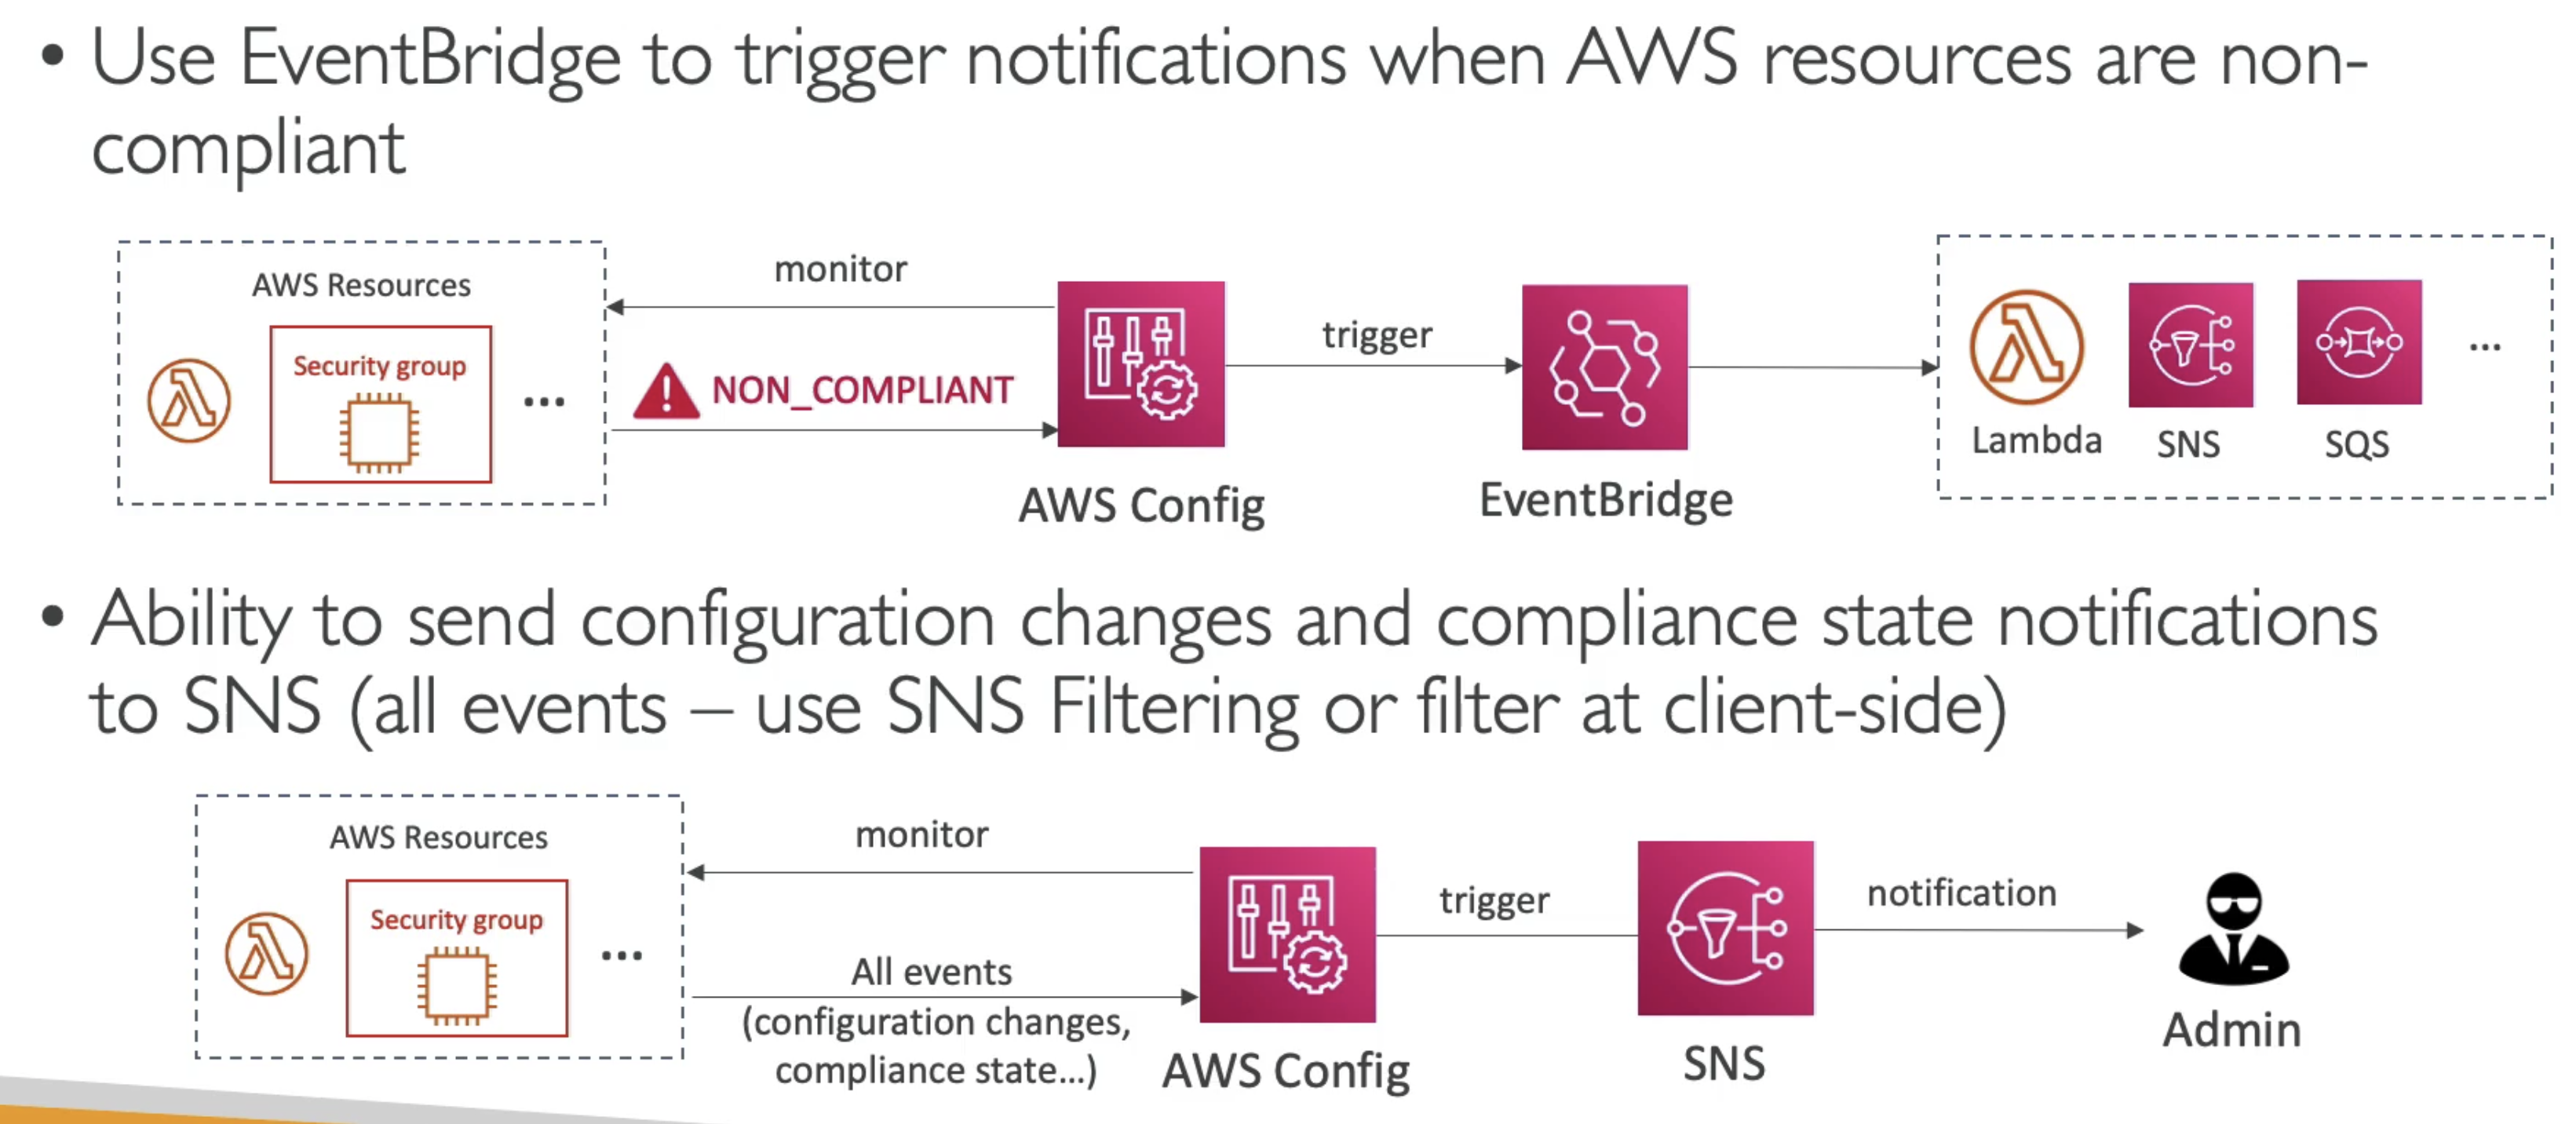 • Use EventBridge to trigger notifications when AWS resources are non-
compliant
AWS Resources
Security group
...
monitor
NON_COMPLIANT
AWS Config
trigger
EventBridge
Lambda
SNS
SQS
...
• Ability to send configuration changes and compliance state notifications
to SNS (all events – use SNS Filtering or filter at client-side)
AWS Resources
Security group
...
monitor
All events
(configuration changes,
compliance state...)
AWS Config
trigger
SNS
notification
Admin